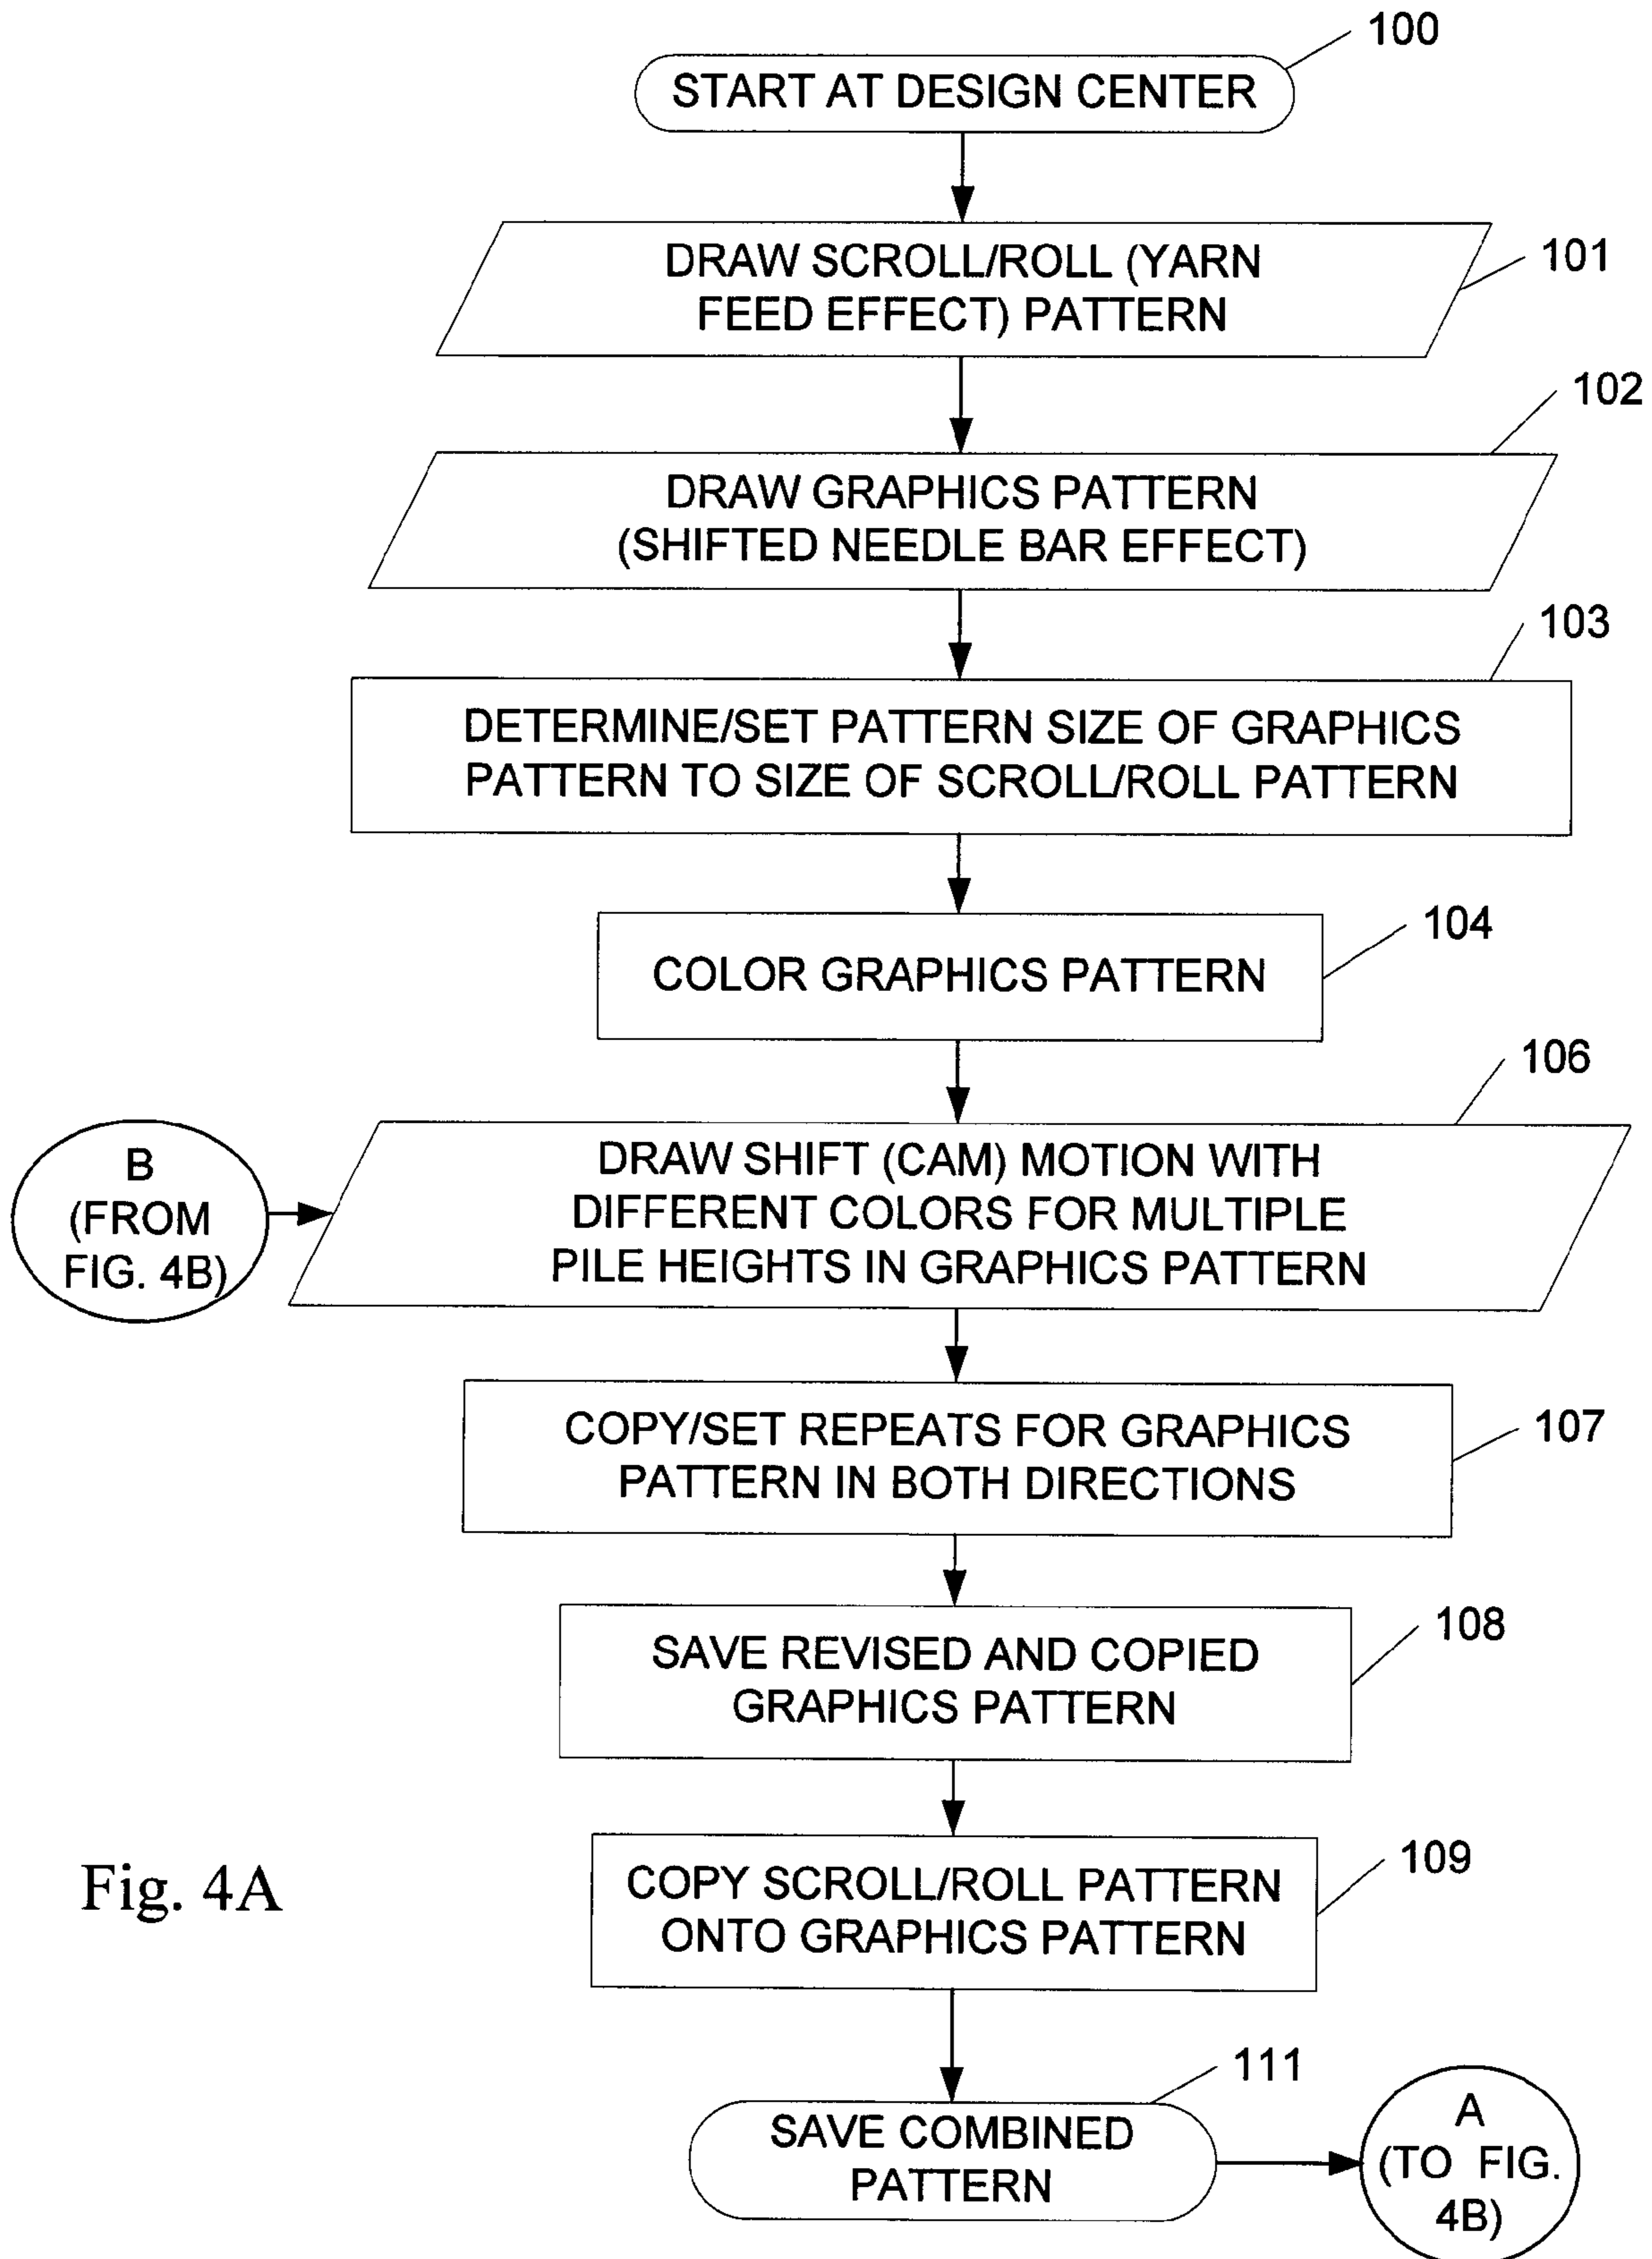 100
START AT DESIGN CENTER
DRAW SCROLL/ROLL (YARN
FEED EFFECT) PATTERN
101
102
DRAW GRAPHICS PATTERN
(SHIFTED NEEDLE BAR EFFECT)
103
DETERMINE/SET PATTERN SIZE OF GRAPHICS
PATTERN TO SIZE OF SCROLL/ROLL PATTERN
104
COLOR GRAPHICS PATTERN
106
B
(FROM
FIG. 4B)
DRAW SHIFT (CAM) MOTION WITH
DIFFERENT COLORS FOR MULTIPLE
PILE HEIGHTS IN GRAPHICS PATTERN
COPY/SET REPEATS FOR GRAPHICS
PATTERN IN BOTH DIRECTIONS
107
108
SAVE REVISED AND COPIED
GRAPHICS PATTERN
109
COPY SCROLL/ROLL PATTERN
ONTO GRAPHICS PATTERN
Fig. 4A
111
SAVE COMBINED
PATTERN
A
(TO FIG.
4B)